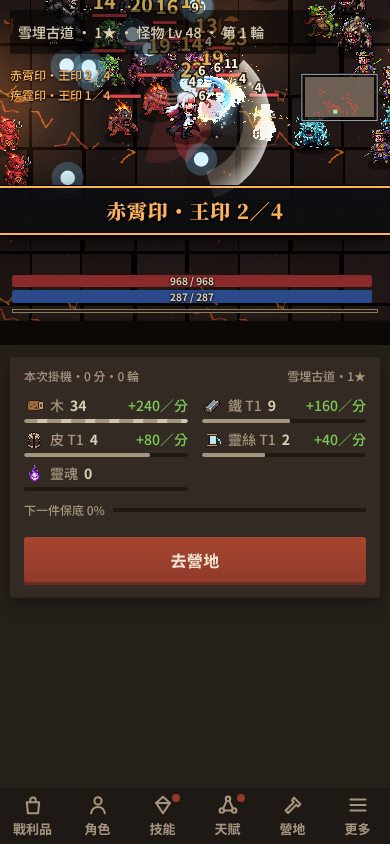 雪埋古道・1★・怪物 Lv 48・第 1 輪
赤霄印・王印 2／4
疾霆印・王印 1／4
赤霄印・王印 2／4
968 / 968
287 / 287
本次掛機・0 分・0 輪
雪埋古道・1★
木 34 +240／分
鐵 T1 9 +160／分
皮 T1 4 +80／分
靈絲 T1 2 +40／分
靈魂 0
下一件保底 0%
去營地
戰利品
角色
技能
天賦
營地
更多